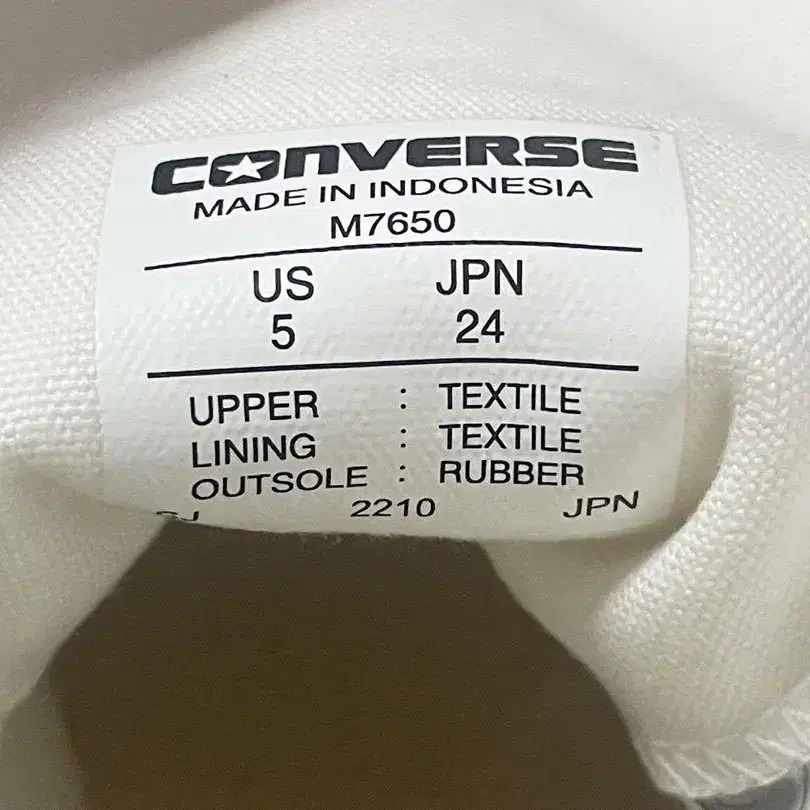 CONVERSE
MADE IN INDONESIA
M7650
US JPN
5 24
UPPER : TEXTILE
LINING : TEXTILE
OUTSOLE : RUBBER
2210 JPN